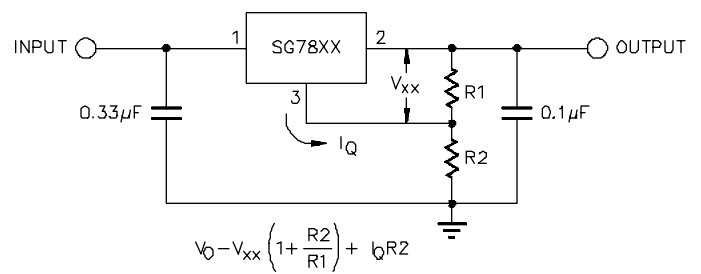 INPUT
1
SG78XX
2
OUTPUT
3
VXX
R1
0.33μF
0.1μF
IQ
R2
VO–VXX (1+ R2/R1) + IQR2